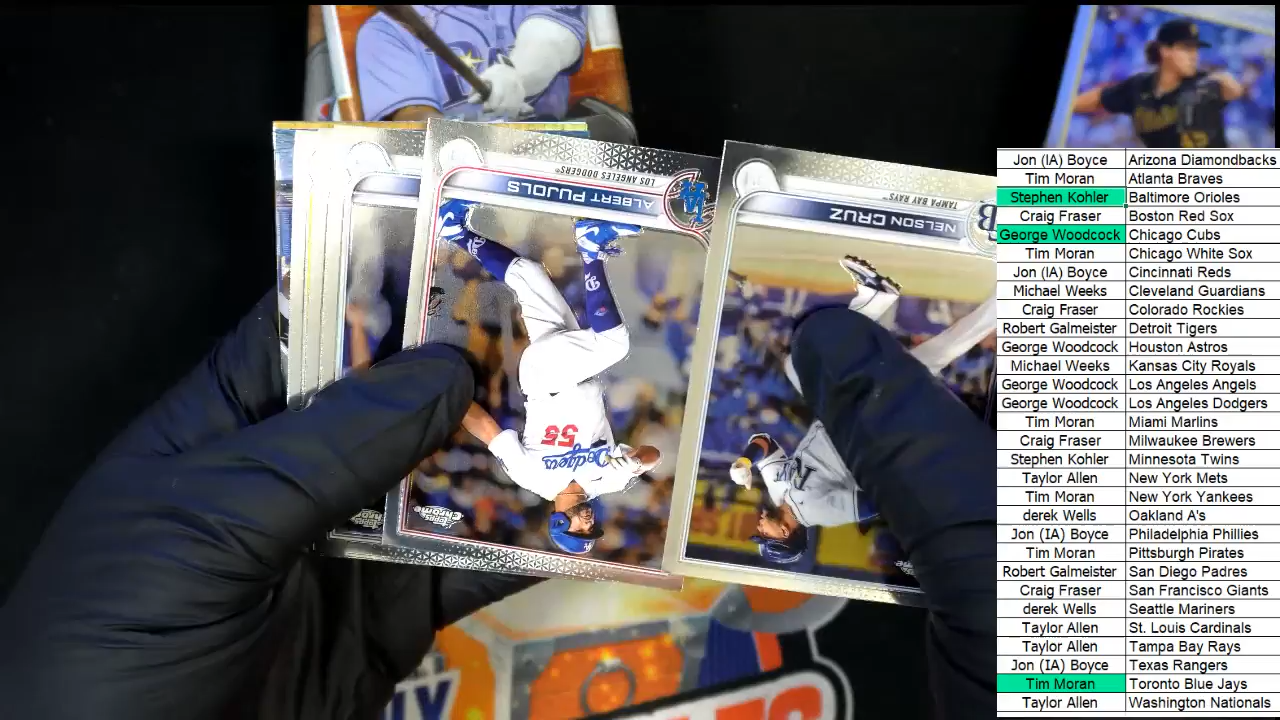 LOS ANGELES DODGERS®
ALBERT PUJOLS
LA
55
Dodgers
Topps
Chrome
TAMPA BAY RAYS™
NELSON CRUZ
Jon (IA) Boyce Arizona Diamondbacks
Tim Moran Atlanta Braves
Stephen Kohler Baltimore Orioles
Craig Fraser Boston Red Sox
George Woodcock Chicago Cubs
Tim Moran Chicago White Sox
Jon (IA) Boyce Cincinnati Reds
Michael Weeks Cleveland Guardians
Craig Fraser Colorado Rockies
Robert Galmeister Detroit Tigers
George Woodcock Houston Astros
Michael Weeks Kansas City Royals
George Woodcock Los Angeles Angels
George Woodcock Los Angeles Dodgers
Tim Moran Miami Marlins
Craig Fraser Milwaukee Brewers
Stephen Kohler Minnesota Twins
Taylor Allen New York Mets
Tim Moran New York Yankees
derek Wells Oakland A's
Jon (IA) Boyce Philadelphia Phillies
Tim Moran Pittsburgh Pirates
Robert Galmeister San Diego Padres
Craig Fraser San Francisco Giants
derek Wells Seattle Mariners
Taylor Allen St. Louis Cardinals
Taylor Allen Tampa Bay Rays
Jon (IA) Boyce Texas Rangers
Tim Moran Toronto Blue Jays
Taylor Allen Washington Nationals